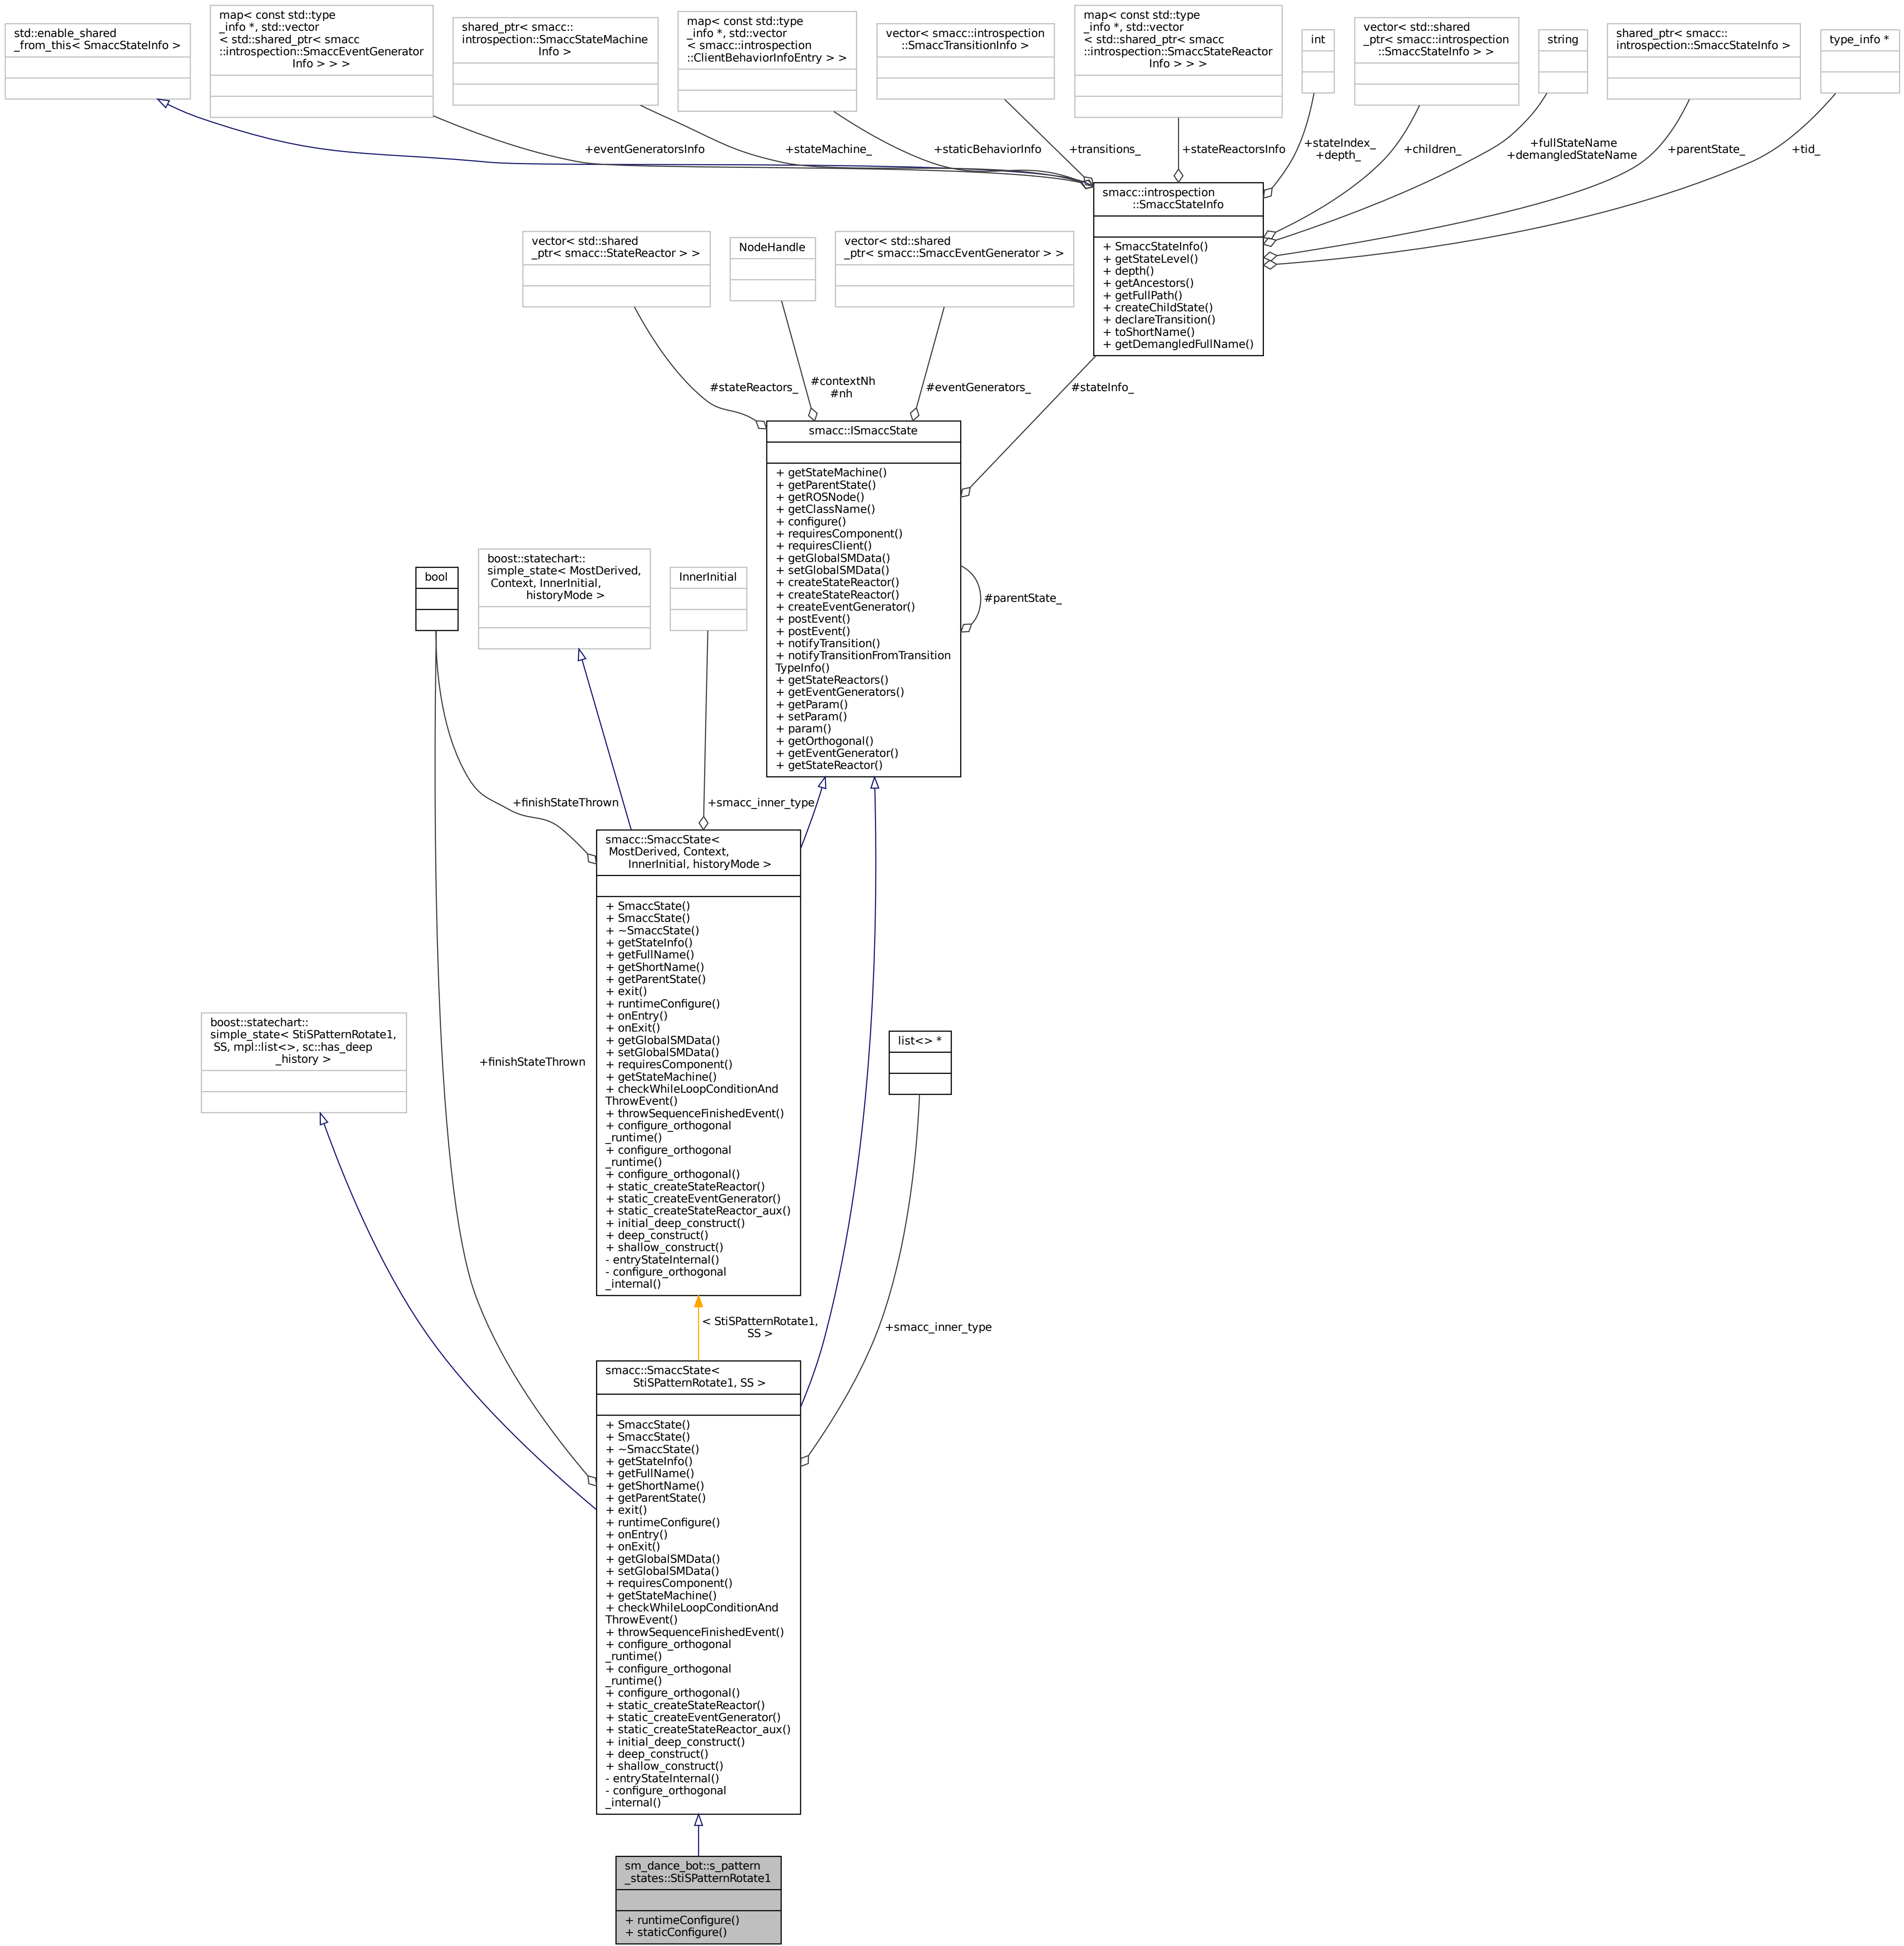 std::enable_shared
_from_this< SmaccStateInfo >
map< const std::type
_info *, std::vector
< std::shared_ptr< smacc
::introspection::SmaccEventGenerator
Info > > >
shared_ptr< smacc::
introspection::SmaccStateMachine
Info >
map< const std::type
_info *, std::vector
< smacc::introspection
::ClientBehaviorInfoEntry > >
vector< smacc::introspection
::SmaccTransitionInfo >
map< const std::type
_info *, std::vector
< std::shared_ptr< smacc
::introspection::SmaccStateReactor
Info > > >
int
vector< std::shared
_ptr< smacc::introspection
::SmaccStateInfo > >
string
shared_ptr< smacc::
introspection::SmaccStateInfo >
type_info *
+eventGeneratorsInfo
+stateMachine_
+staticBehaviorInfo
+transitions_
+stateReactorsInfo
+stateIndex_
+depth_
+children_
+fullStateName
+demangledStateName
+parentState_
+tid_
smacc::introspection
::SmaccStateInfo
+ SmaccStateInfo()
+ getStateLevel()
+ depth()
+ getAncestors()
+ getFullPath()
+ createChildState()
+ declareTransition()
+ toShortName()
+ getDemangledFullName()
vector< std::shared
_ptr< smacc::StateReactor > >
NodeHandle
vector< std::shared
_ptr< smacc::SmaccEventGenerator > >
#stateReactors_
#contextNh
#nh
#eventGenerators_
#stateInfo_
smacc::ISmaccState
+ getStateMachine()
+ getParentState()
+ getROSNode()
+ getClassName()
+ configure()
+ requiresComponent()
+ requiresClient()
+ getGlobalSMData()
+ setGlobalSMData()
+ createStateReactor()
+ createStateReactor()
+ createEventGenerator()
+ postEvent()
+ postEvent()
+ notifyTransition()
+ notifyTransitionFromTransition
TypeInfo()
+ getStateReactors()
+ getEventGenerators()
+ getParam()
+ setParam()
+ param()
+ getOrthogonal()
+ getEventGenerator()
+ getStateReactor()
#parentState_
bool
boost::statechart::
simple_state< MostDerived,
Context, InnerInitial,
historyMode >
InnerInitial
+finishStateThrown
+smacc_inner_type
smacc::SmaccState<
MostDerived, Context,
InnerInitial, historyMode >
+ SmaccState()
+ SmaccState()
+ ~SmaccState()
+ getStateInfo()
+ getFullName()
+ getShortName()
+ getParentState()
+ exit()
+ runtimeConfigure()
+ onEntry()
+ onExit()
+ getGlobalSMData()
+ setGlobalSMData()
+ requiresComponent()
+ getStateMachine()
+ checkWhileLoopConditionAnd
ThrowEvent()
+ throwSequenceFinishedEvent()
+ configure_orthogonal
_runtime()
+ configure_orthogonal
_runtime()
+ configure_orthogonal()
+ static_createStateReactor()
+ static_createEventGenerator()
+ static_createStateReactor_aux()
+ initial_deep_construct()
+ deep_construct()
+ shallow_construct()
- entryStateInternal()
- configure_orthogonal
_internal()
boost::statechart::
simple_state< StiSPatternRotate1,
SS, mpl::list<>, sc::has_deep
_history >
+finishStateThrown
list<> *
< StiSPatternRotate1,
SS >
+smacc_inner_type
smacc::SmaccState<
StiSPatternRotate1, SS >
+ SmaccState()
+ SmaccState()
+ ~SmaccState()
+ getStateInfo()
+ getFullName()
+ getShortName()
+ getParentState()
+ exit()
+ runtimeConfigure()
+ onEntry()
+ onExit()
+ getGlobalSMData()
+ setGlobalSMData()
+ requiresComponent()
+ getStateMachine()
+ checkWhileLoopConditionAnd
ThrowEvent()
+ throwSequenceFinishedEvent()
+ configure_orthogonal
_runtime()
+ configure_orthogonal
_runtime()
+ configure_orthogonal()
+ static_createStateReactor()
+ static_createEventGenerator()
+ static_createStateReactor_aux()
+ initial_deep_construct()
+ deep_construct()
+ shallow_construct()
- entryStateInternal()
- configure_orthogonal
_internal()
sm_dance_bot::s_pattern
_states::StiSPatternRotate1
+ runtimeConfigure()
+ staticConfigure()